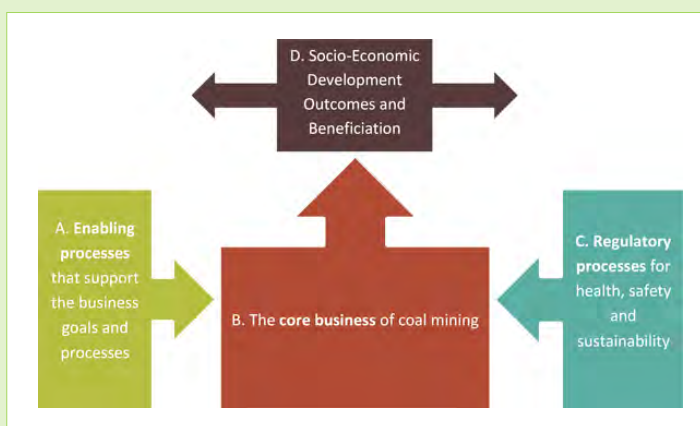 D. Socio-Economic
Development
Outcomes and
Beneficiation
A. Enabling
processes
that support
the business
goals and
processes
B. The core business of coal mining
C. Regulatory
processes for
health, safety
and
sustainability